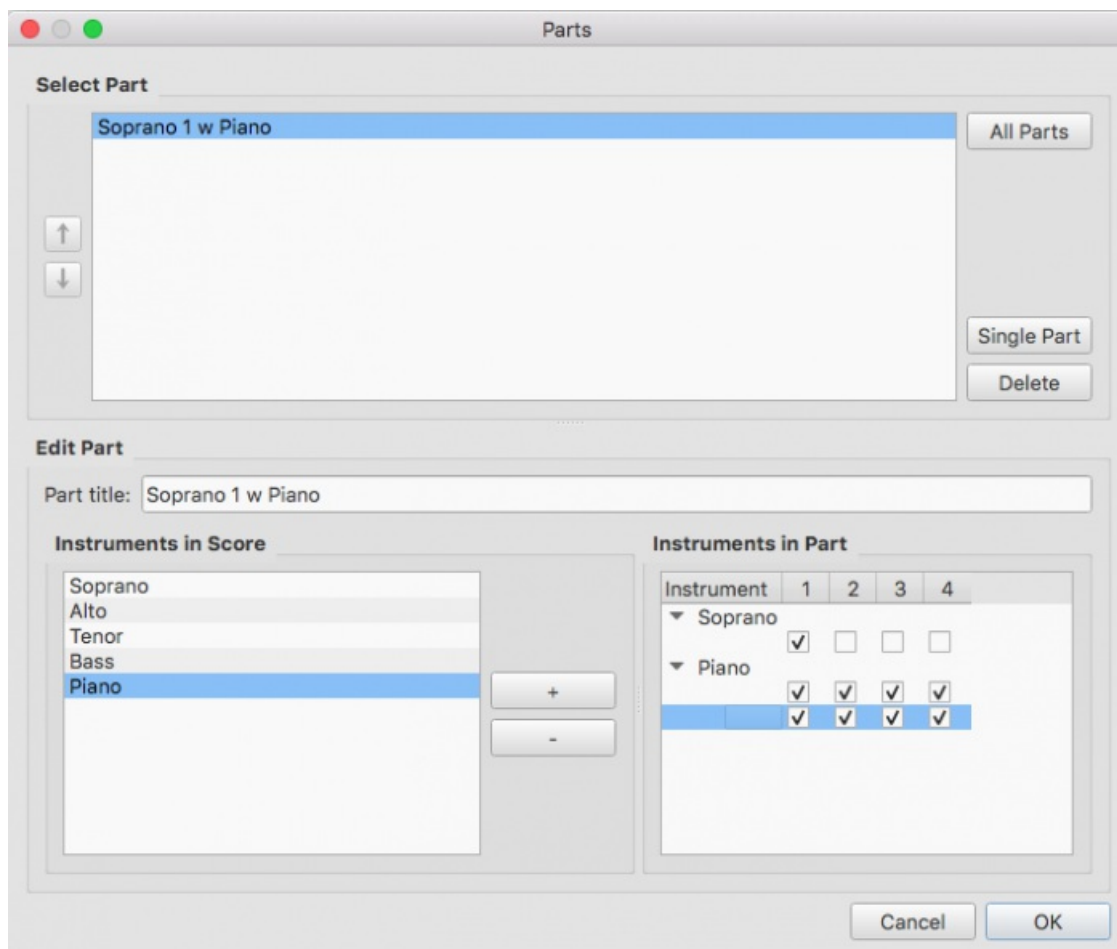 Parts
Select Part
Soprano 1 w Piano
All Parts
Single Part
Delete
Edit Part
Part title: Soprano 1 w Piano
Instruments in Score
Soprano
Alto
Tenor
Bass
Piano
+
-
Instruments in Part
Instrument 1 2 3 4
Soprano
Piano
Cancel OK